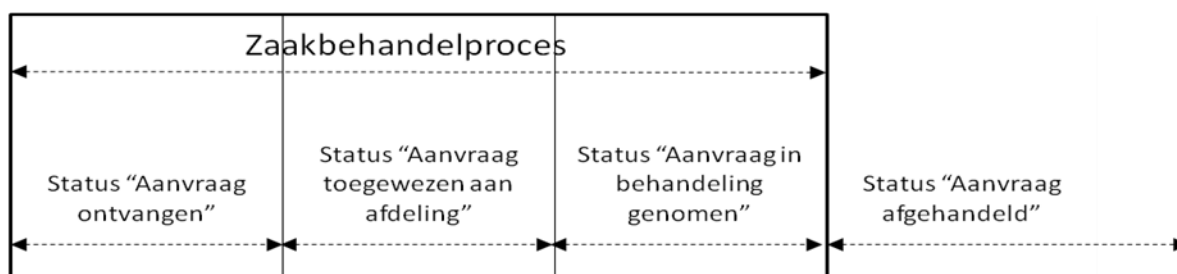 Zaakbehandelproces
Status “Aanvraag
ontvangen”
Status “Aanvraag
toegewezen aan
afdeling”
Status “Aanvraag in
behandeling
genomen”
Status “Aanvraag
afgehandeld”